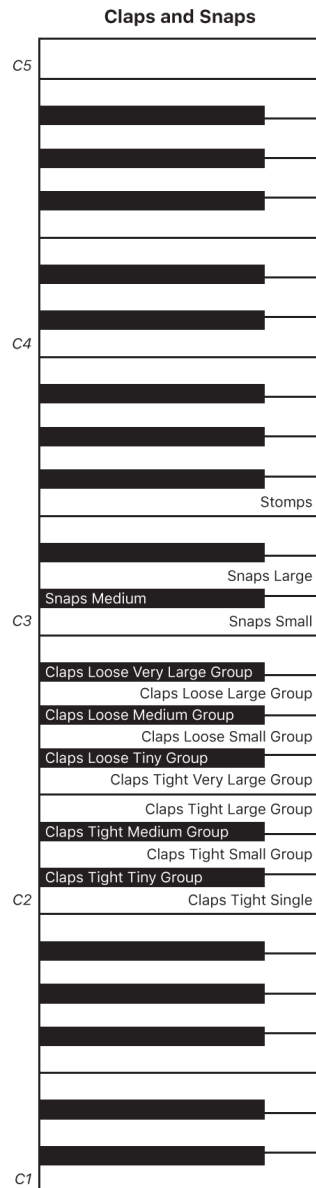 Claps and Snaps
C5
C4
Stomps
Snaps Large
Snaps Medium
C3
Snaps Small
Claps Loose Very Large Group
Claps Loose Large Group
Claps Loose Medium Group
Claps Loose Small Group
Claps Loose Tiny Group
Claps Tight Very Large Group
Claps Tight Large Group
Claps Tight Medium Group
Claps Tight Small Group
Claps Tight Tiny Group
C2
Claps Tight Single
C1